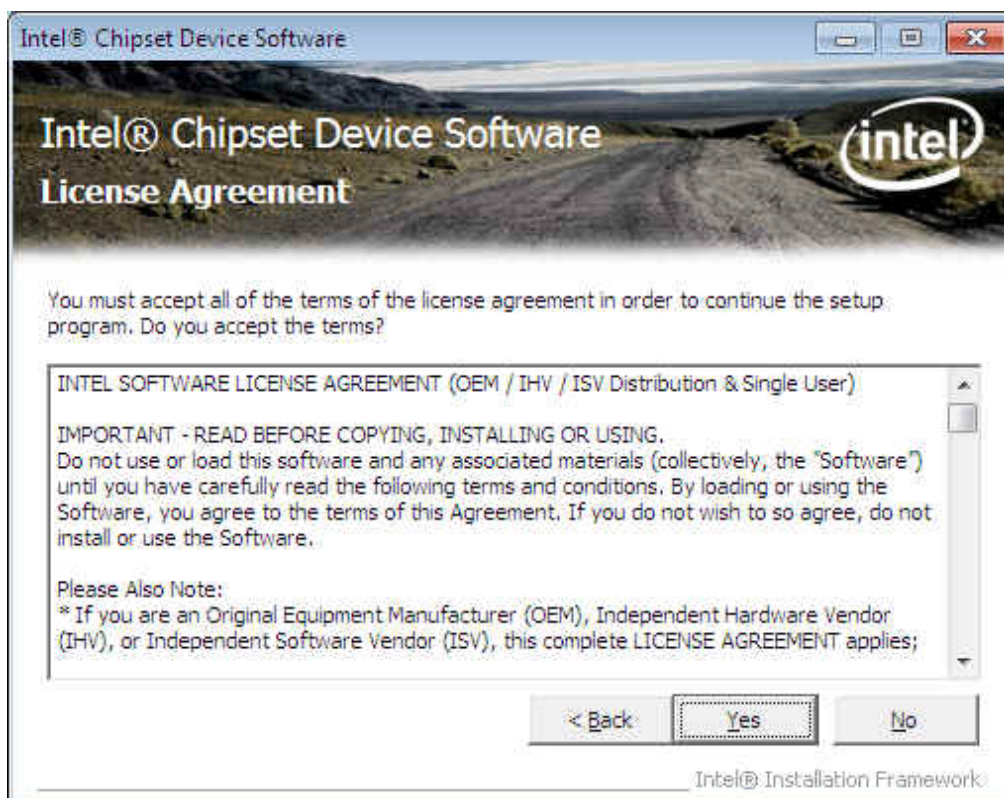 Intel® Chipset Device Software
Intel® Chipset Device Software
intel
License Agreement
You must accept all of the terms of the license agreement in order to continue the setup
program. Do you accept the terms?
INTEL SOFTWARE LICENSE AGREEMENT (OEM / IHV / ISV Distribution & Single User)
IMPORTANT - READ BEFORE COPYING, INSTALLING OR USING.
Do not use or load this software and any associated materials (collectively, the "Software")
until you have carefully read the following terms and conditions. By loading or using the
Software, you agree to the terms of this Agreement. If you do not wish to so agree, do not
install or use the Software.
Please Also Note:
* If you are an Original Equipment Manufacturer (OEM), Independent Hardware Vendor
(IHV), or Independent Software Vendor (ISV), this complete LICENSE AGREEMENT applies;
< Back Yes No
Intel® Installation Framework